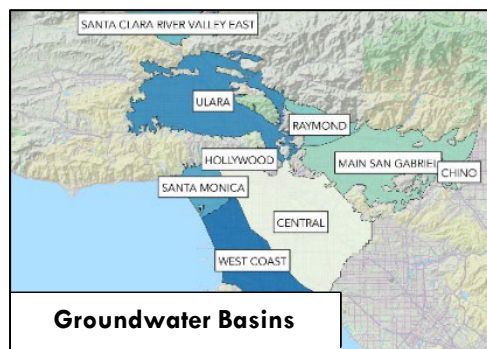 SANTA CLARA RIVER VALLEY EAST
ULARA
RAYMOND
HOLLYWOOD
MAIN SAN GABRIEL
CHINO
SANTA MONICA
CENTRAL
WEST COAST
Groundwater Basins